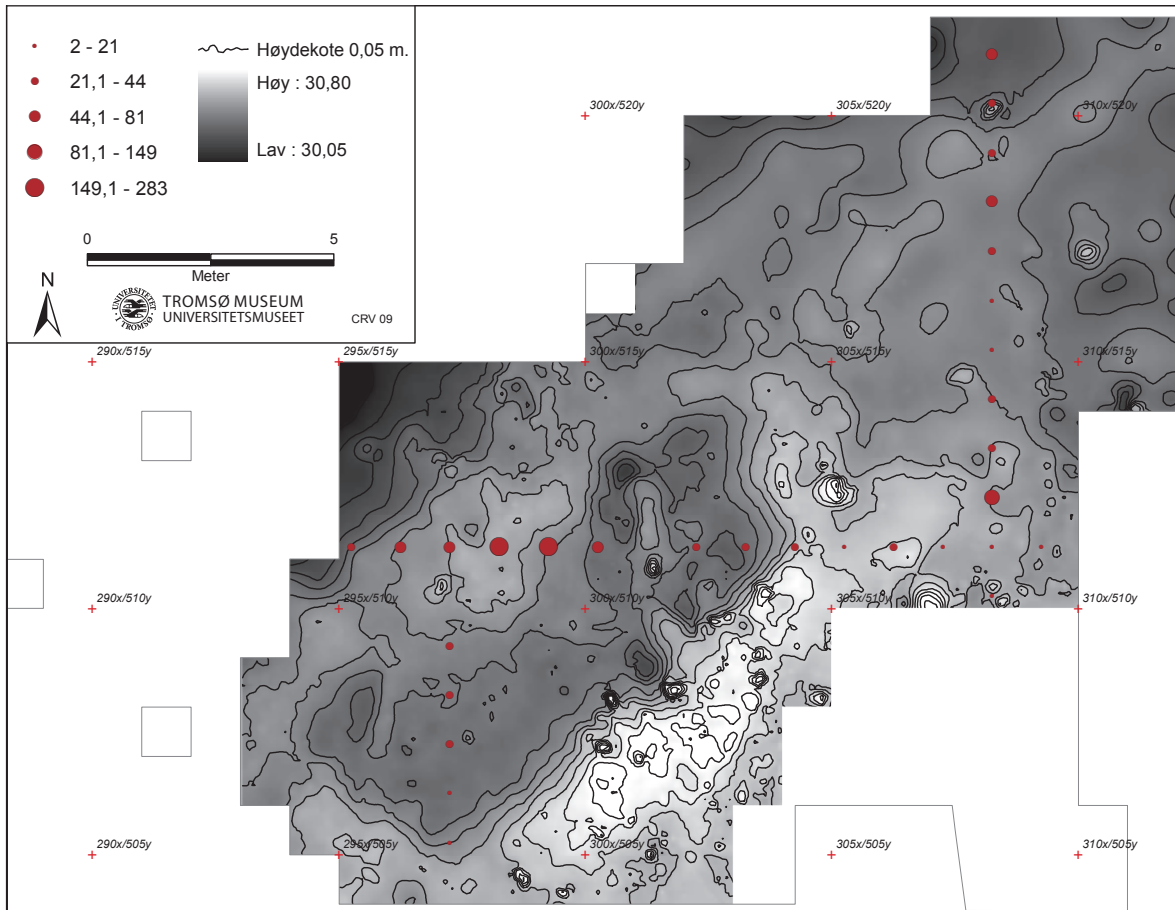 2 - 21
21,1 - 44
44,1 - 81
81,1 - 149
149,1 - 283
Høydekote 0,05 m.
Høy : 30,80
Lav : 30,05
0 5
Meter
N
UNIVERSITETET I TROMSØ
TROMSØ MUSEUM
UNIVERSITETSMUSEET
CRV 09
300x/520y 305x/520y 310x/520y
290x/515y 295x/515y 300x/515y 305x/515y 310x/515y
290x/510y 295x/510y 300x/510y 305x/510y 310x/510y
290x/505y 295x/505y 300x/505y 305x/505y 310x/505y